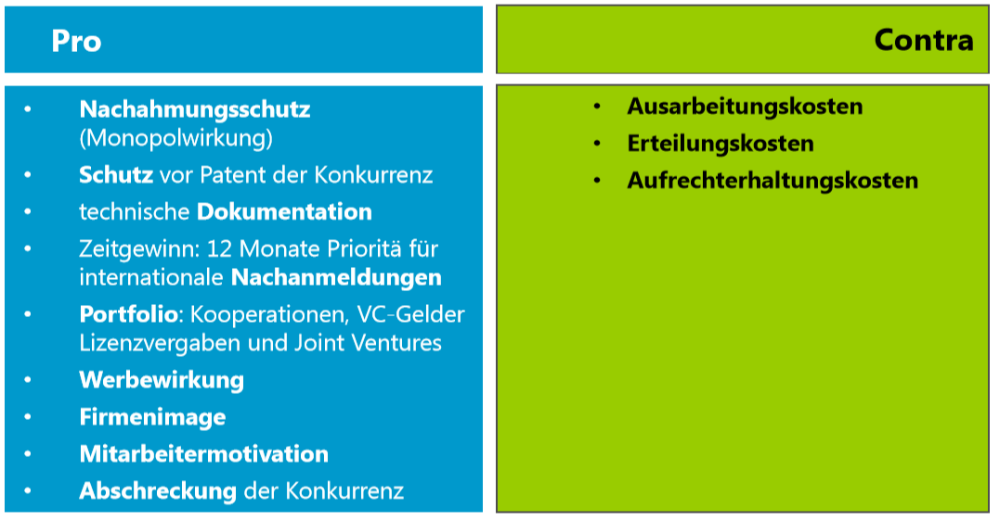 Pro
• Nachahmungsschutz
(Monopolwirkung)
• Schutz vor Patent der Konkurrenz
• technische Dokumentation
• Zeitgewinn: 12 Monate Prioritä für
internationale Nachanmeldungen
• Portfolio: Kooperationen, VC-Gelder
Lizenzvergaben und Joint Ventures
• Werbewirkung
• Firmenimage
• Mitarbeitermotivation
• Abschreckung der Konkurrenz
Contra
• Ausarbeitungskosten
• Erteilungskosten
• Aufrechterhaltungskosten